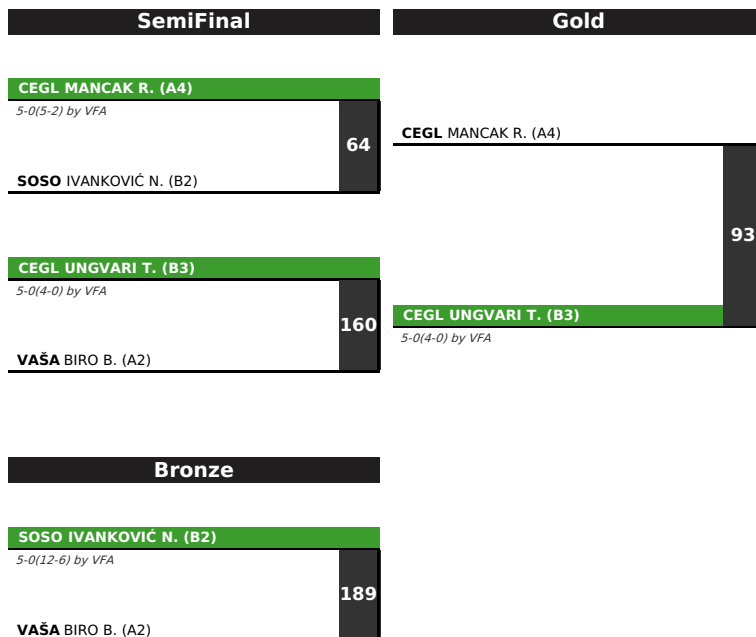 SemiFinal
CEGL MANCAK R. (A4)
5-0(5-2) by VFA
64
SOSO IVANKOVIĆ N. (B2)
CEGL UNGVARI T. (B3)
5-0(4-0) by VFA
160
VAŠA BIRO B. (A2)
Gold
CEGL MANCAK R. (A4)
93
CEGL UNGVARI T. (B3)
5-0(4-0) by VFA
Bronze
SOSO IVANKOVIĆ N. (B2)
5-0(12-6) by VFA
189
VAŠA BIRO B. (A2)